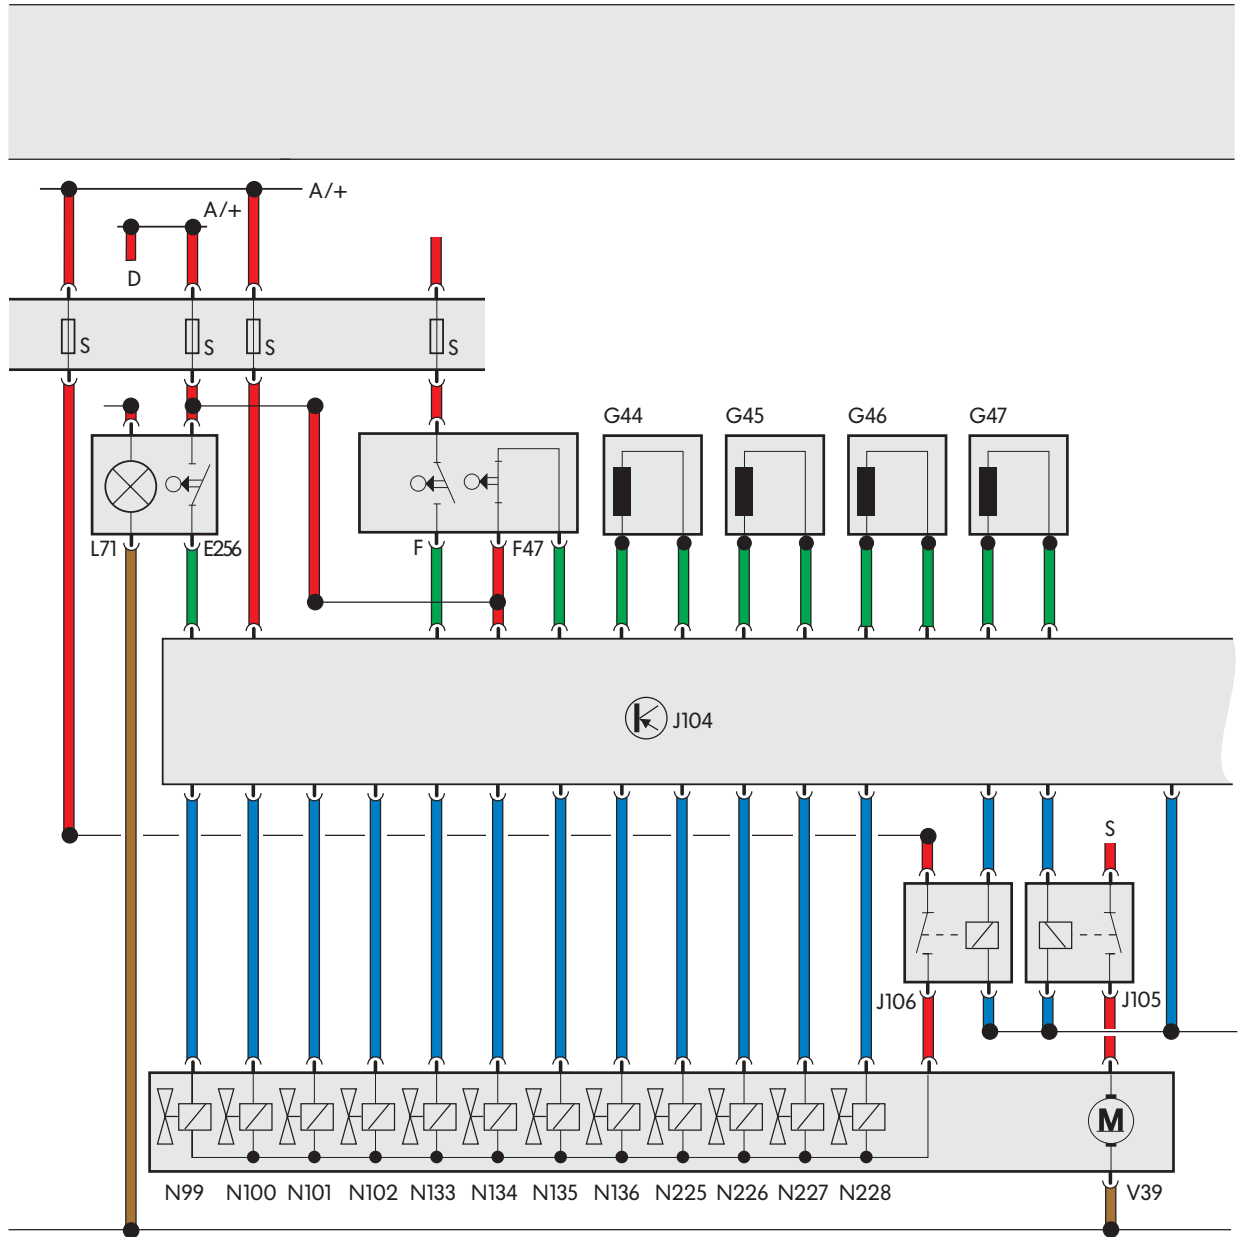 A/+
A/+
D
S
S
S
S
G44
G45
G46
G47
L71
E256
F
F47
J104
S
J106
J105
M
N99
N100
N101
N102
N133
N134
N135
N136
N225
N226
N227
N228
V39